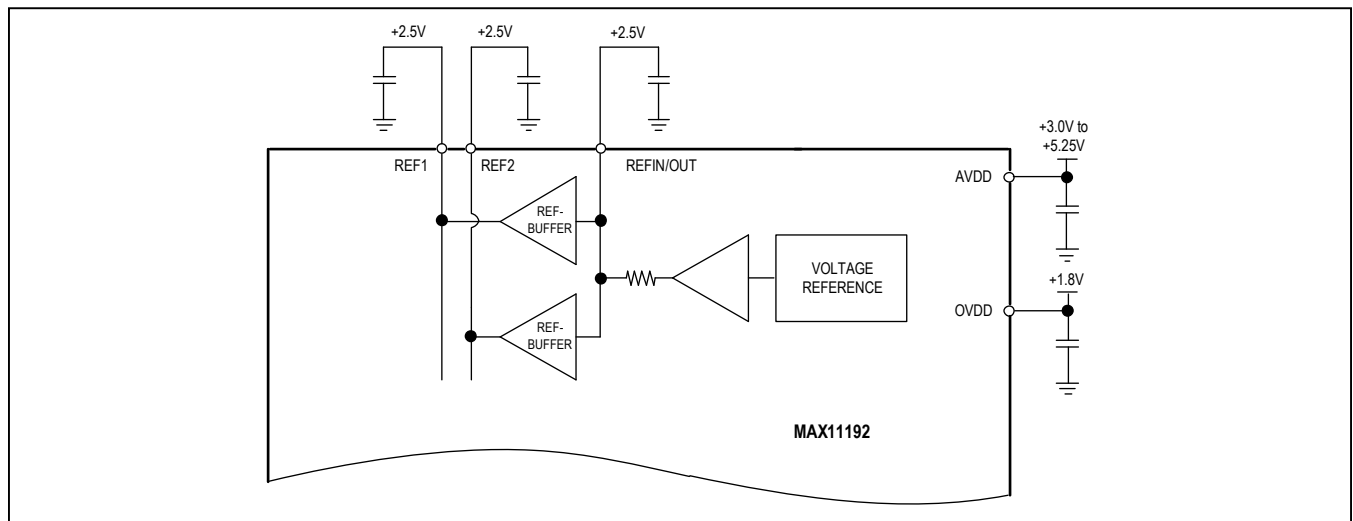 +2.5V
+2.5V
+2.5V
+3.0V to
+5.25V
REF1
REF2
REFIN/OUT
AVDD
REF-
BUFFER
VOLTAGE
REFERENCE
+1.8V
OVDD
REF-
BUFFER
MAX11192